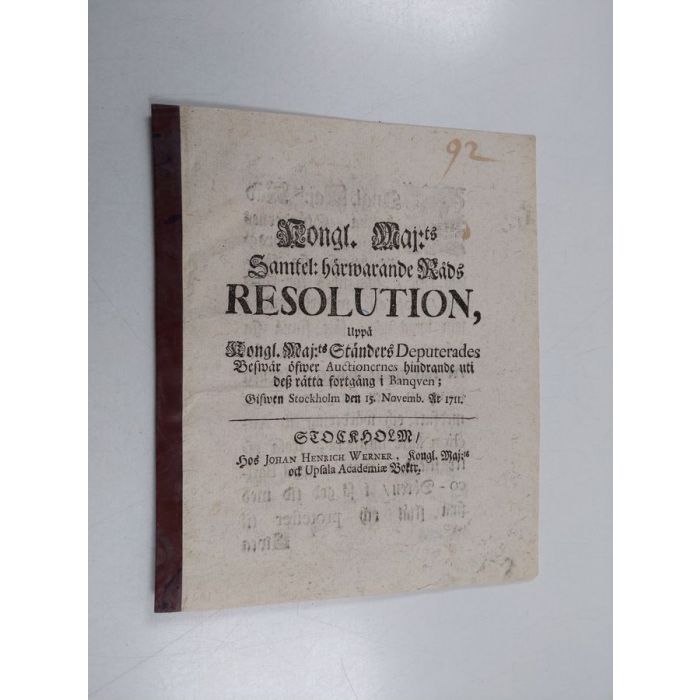 92
Kongl. Maj:ts
Samtel: härwarande Råds
RESOLUTION,
Uppå
Kongl. Maj:ts Ständers Deputerades
Beswär öfwer Auctionernes hindrande uti
deß rätta fortgång i Banqven;
Gifwen Stockholm den 15. Novemb. År 1711.
STOCKHOLM/
Hos JOHAN HENRICH WERNER, Kongl. Maj:ts
och Upsala Academiæ Boktr.